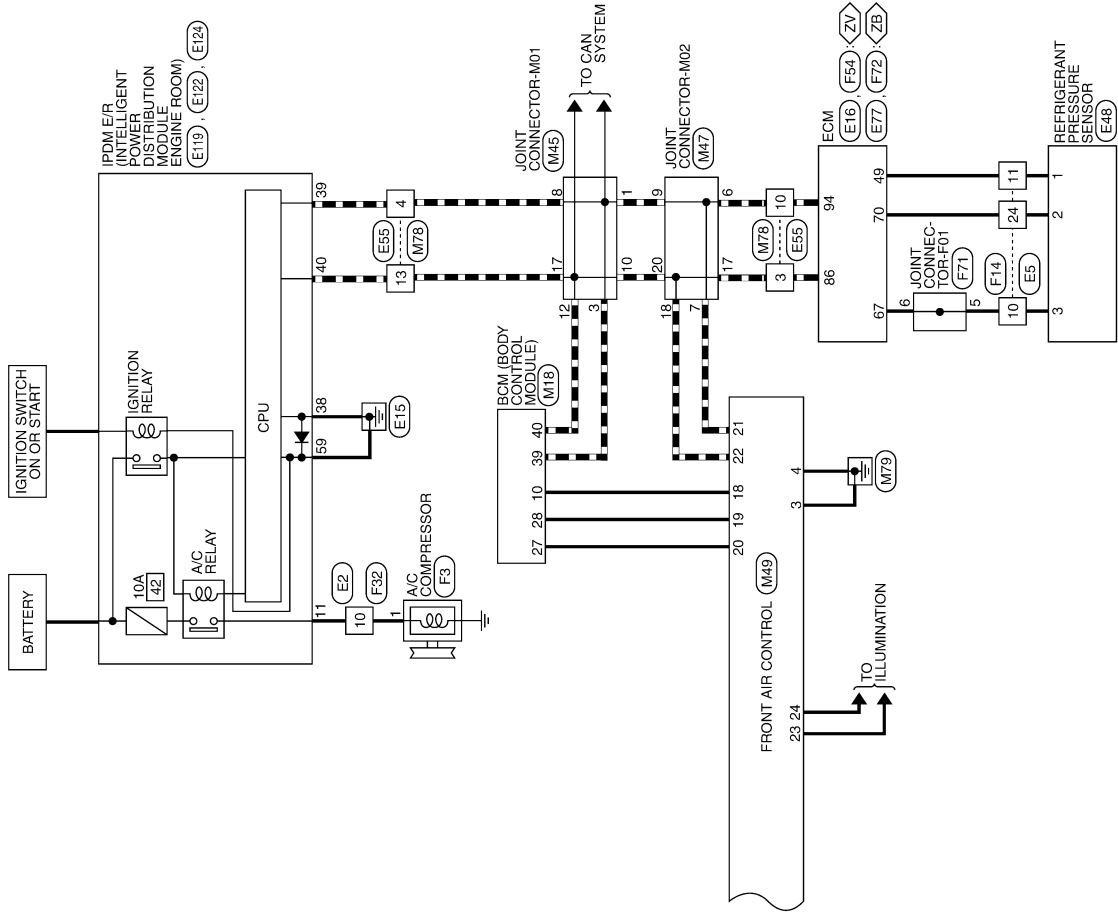 IPDM E/R
(INTELLIGENT
POWER
DISTRIBUTION
MODULE
ENGINE ROOM)
E119 , E122 , E124
IGNITION SWITCH
ON OR START
BATTERY
IGNITION
RELAY
A/C
RELAY
10A
42
CPU
39
40
38
59
11
E15
4
13
E55
M78
E2
F32
10
1
A/C
COMPRESSOR
F3
JOINT
CONNECTOR-M01
M45
TO CAN
SYSTEM
8
17
1
10
12
3
JOINT
CONNECTOR-M02
M47
9
20
6
17
18
7
BCM (BODY
CONTROL
MODULE)
M18
40
39
10
28
27
21
22
18
19
20
FRONT AIR CONTROL M49
4
3
M79
24
23
TO
ILLUMINATION
10
3
M78
E55
ECM
E16 , F54 : ZV
E77 , F72 : ZB
94
86
49
70
67
6
JOINT
CONNEC-
TOR-F01
F71
5
11
24
10
F14
E5
REFRIGERANT
PRESSURE
SENSOR
E48
1
2
3